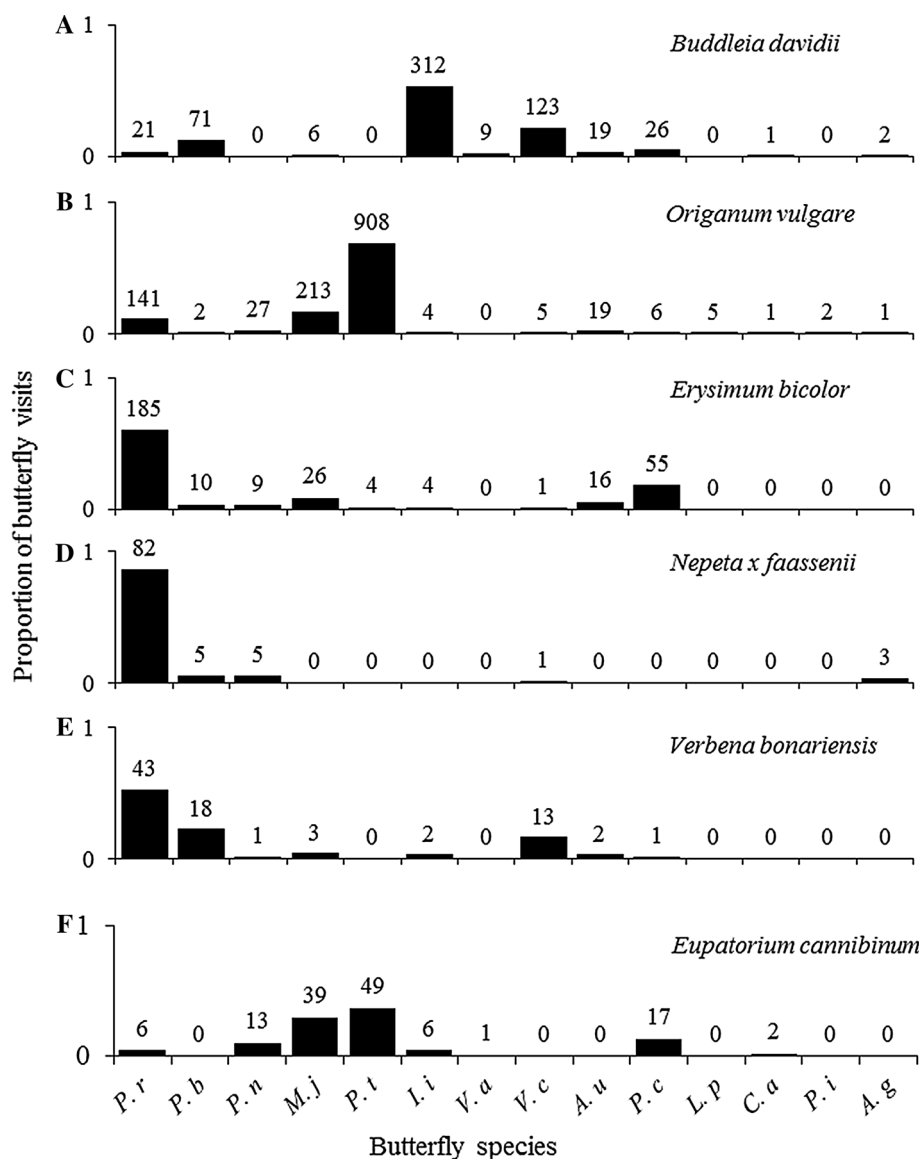 A 1 Buddleia davidii
312
21 71 0 6 0 9 123 19 26 0 1 0 2
0
B 1 Origanum vulgare
908
141 2 27 213 4 0 5 19 6 5 1 2 1
0
C 1 Erysimum bicolor
185
10 9 26 4 4 0 1 16 55 0 0 0 0
0
D 1 Nepeta x faassenii
82
5 5 0 0 0 0 1 0 0 0 0 0 3
0
E 1 Verbena bonariensis
43
18 1 3 0 2 0 13 2 1 0 0 0 0
0
F 1 Eupatorium cannibinum
6 0 13 39 49 6 1 0 0 17 0 2 0 0
0
P. r P. b P. n M. j P. t I. i V. a V. c A. u P. c L. p C. a P. i A. g
Butterfly species
Proportion of butterfly visits